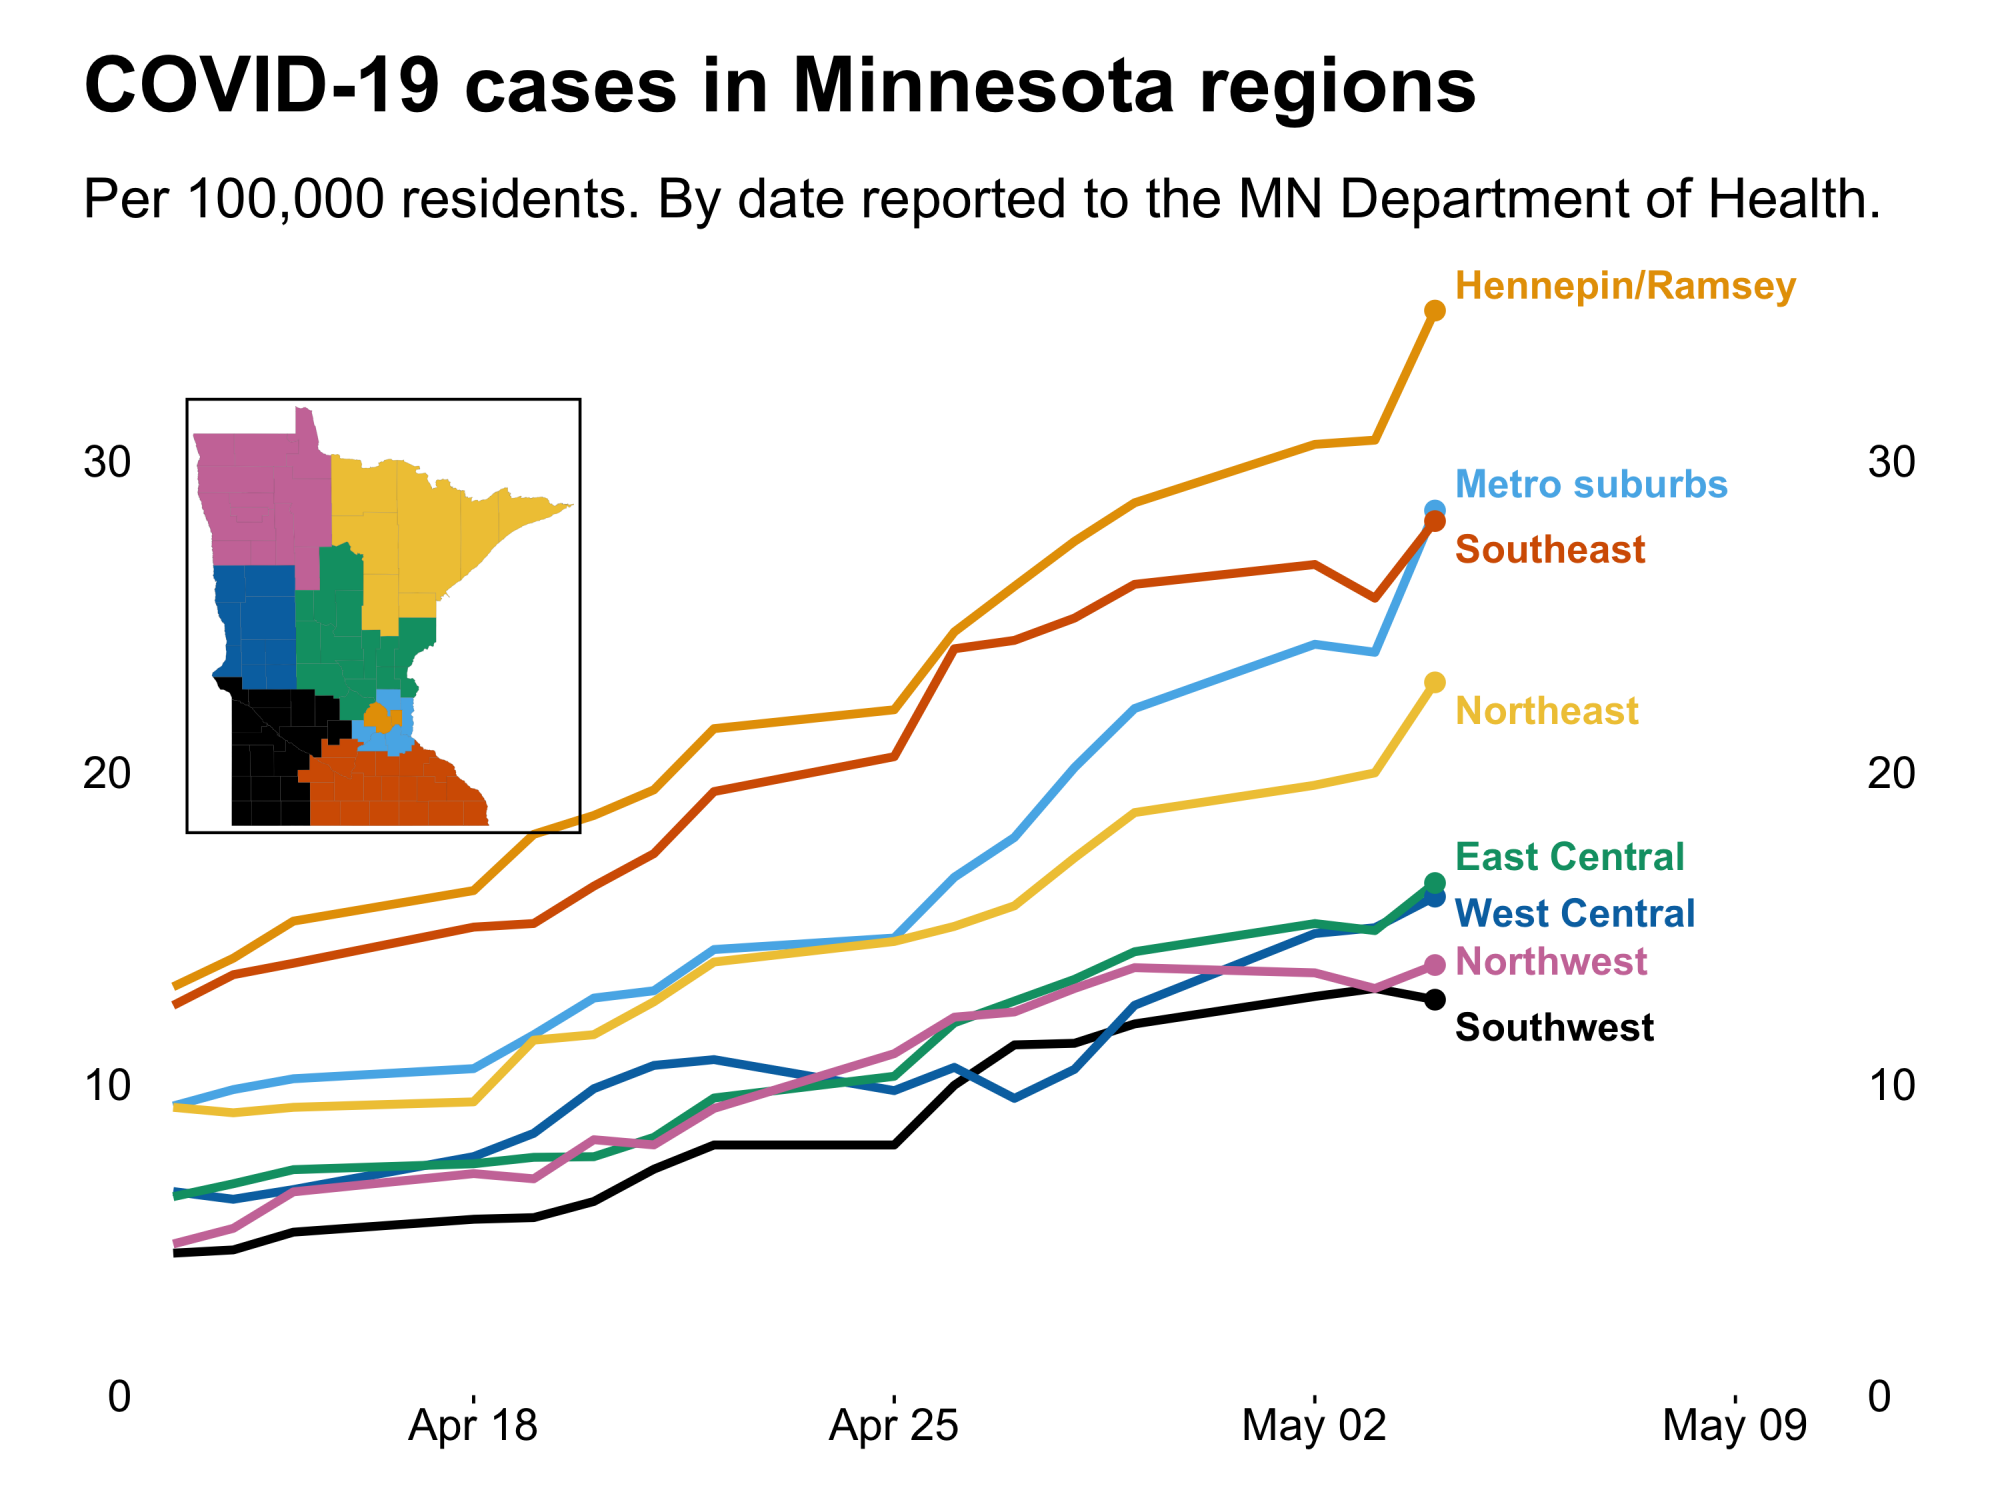 COVID-19 cases in Minnesota regions
Per 100,000 residents. By date reported to the MN Department of Health.
Hennepin/Ramsey
30
30
Metro suburbs
Southeast
Northeast
20
20
East Central
West Central
Northwest
Southwest
10
10
0
0
Apr 18
Apr 25
May 02
May 09